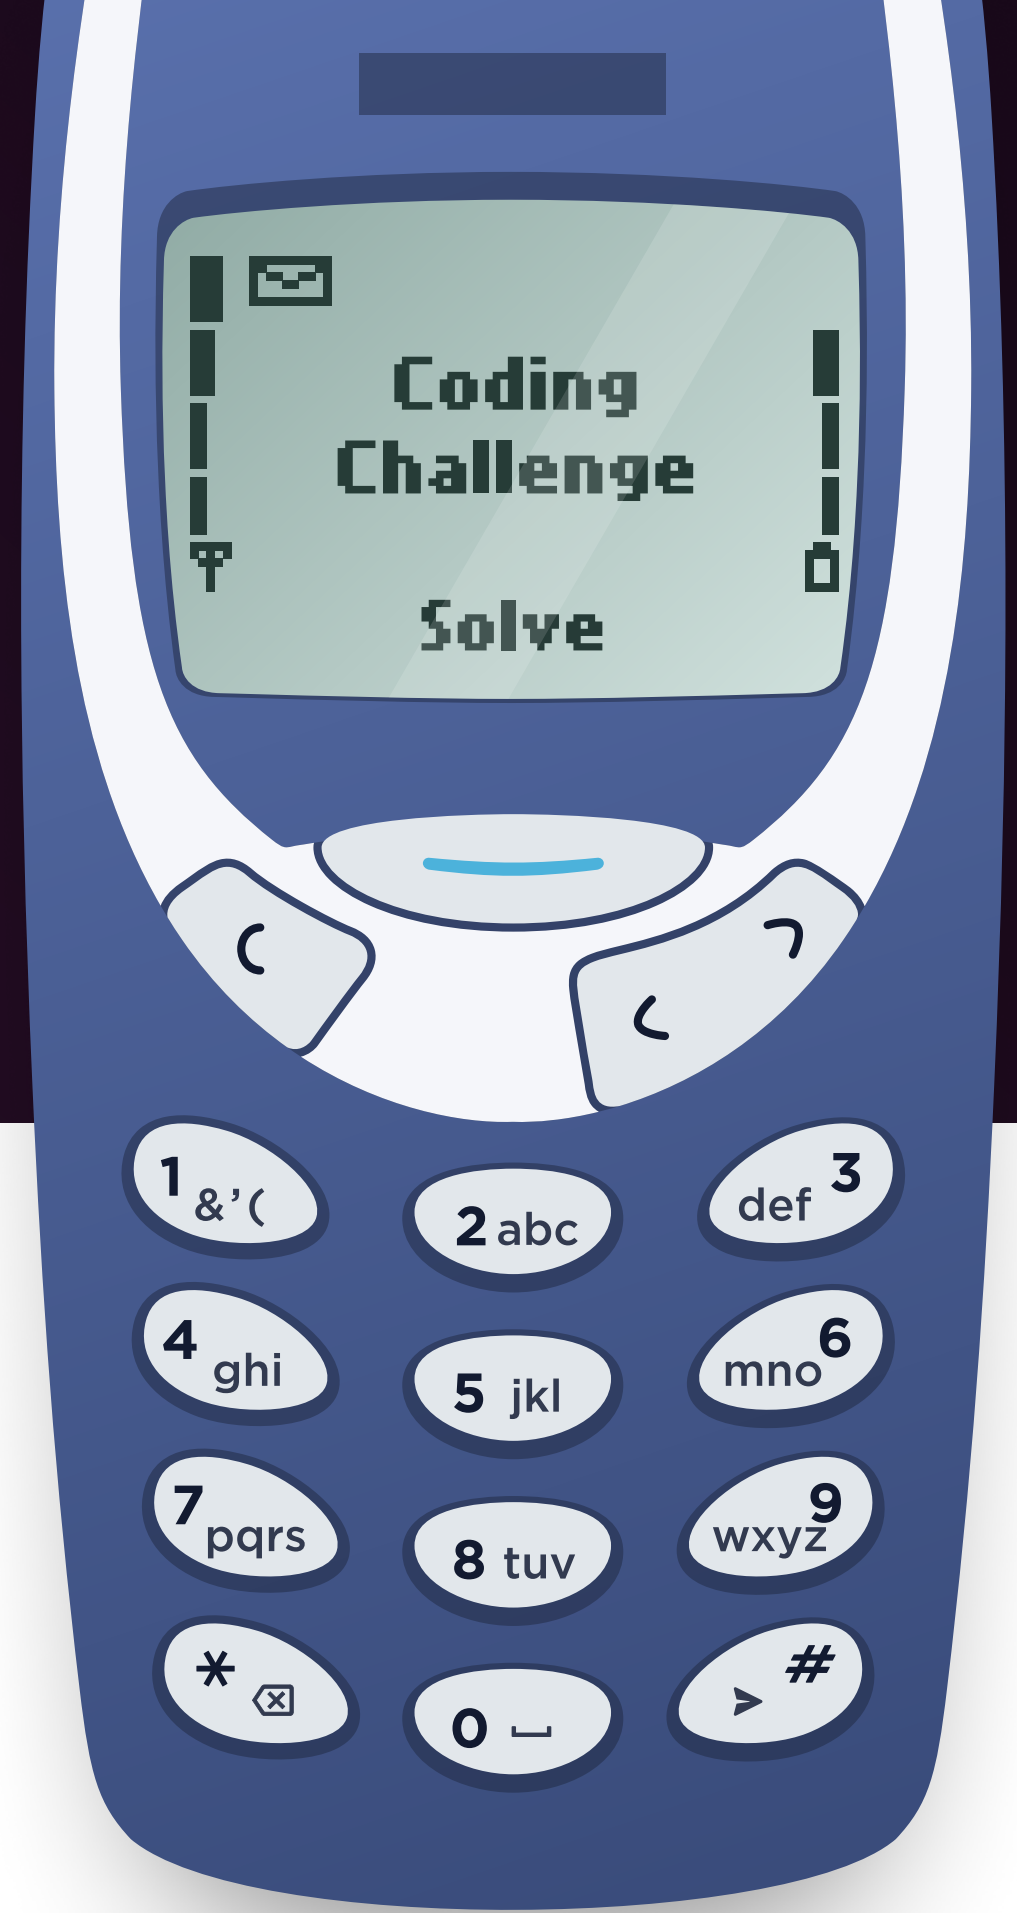 Coding
Challenge
Solve
1 &'(
2 abc
def 3
4 ghi
5 jkl
mno 6
7 pqrs
8 tuv
wxyz 9
*
0
#